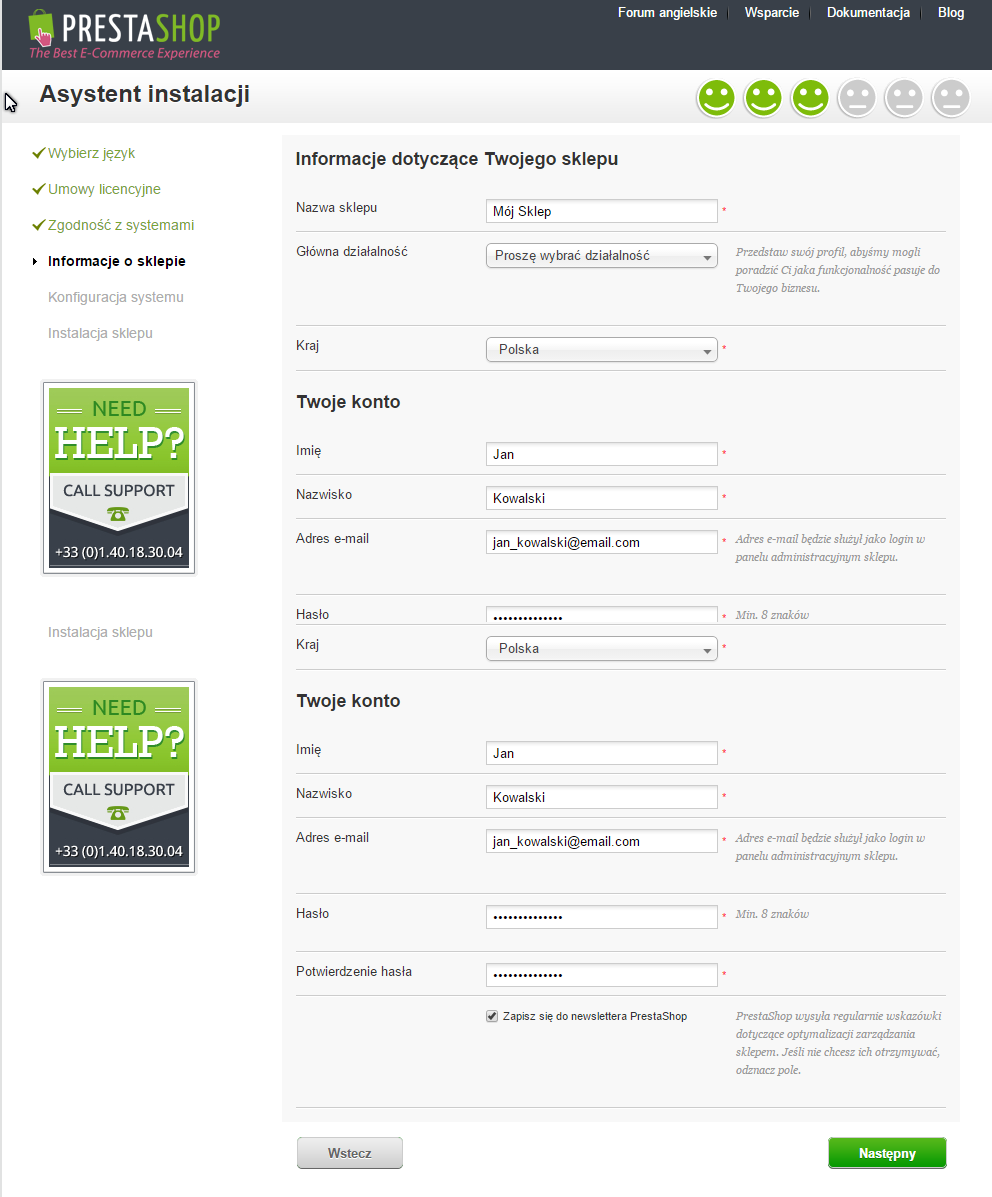 PRESTASHOP
The Best E-Commerce Experience
Forum angielskie
Wsparcie
Dokumentacja
Blog
Asystent instalacji
Wybierz język
Umowy licencyjne
Zgodność z systemami
Informacje o sklepie
Konfiguracja systemu
Instalacja sklepu
NEED
HELP?
CALL SUPPORT
+33 (0)1.40.18.30.04
Instalacja sklepu
NEED
HELP?
CALL SUPPORT
+33 (0)1.40.18.30.04
Informacje dotyczące Twojego sklepu
Nazwa sklepu
Mój Sklep
*
Główna działalność
Proszę wybrać działalność
Przedstaw swój profil, abyśmy mogli
poradzić Ci jaka funkcjonalność pasuje do
Twojego biznesu.
Kraj
Polska
*
Twoje konto
Imię
Jan
*
Nazwisko
Kowalski
*
Adres e-mail
jan_kowalski@email.com
*
Adres e-mail będzie służył jako login w
panelu administracyjnym sklepu.
Hasło
••••••••••••••
*
Min. 8 znaków
Kraj
Polska
*
Twoje konto
Imię
Jan
*
Nazwisko
Kowalski
*
Adres e-mail
jan_kowalski@email.com
*
Adres e-mail będzie służył jako login w
panelu administracyjnym sklepu.
Hasło
••••••••••••••
*
Min. 8 znaków
Potwierdzenie hasła
••••••••••••••
*
Zapisz się do newslettera PrestaShop
PrestaShop wysyła regularnie wskazówki
dotyczące optymalizacji zarządzania
sklepem. Jeśli nie chcesz ich otrzymywać,
odznacz pole.
Wstecz
Następny